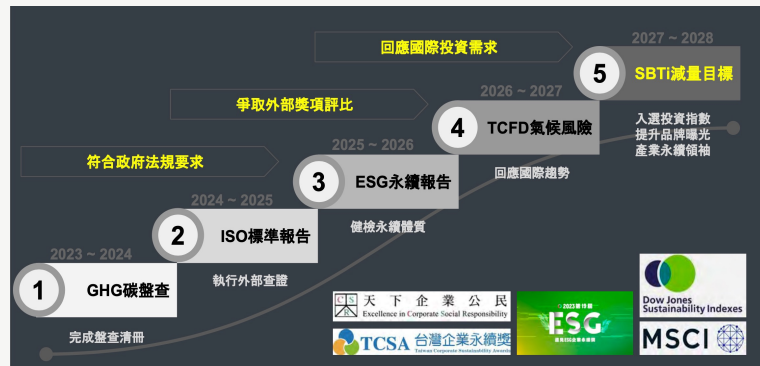 回應國際投資需求
2027 ~ 2028
5
SBTi減量目標
爭取外部獎項評比
2026 ~ 2027
4
TCFD氣候風險
入選投資指數
提升品牌曝光
產業永續領袖
符合政府法規要求
2025 ~ 2026
3
ESG永續報告
回應國際趨勢
2024 ~ 2025
2
ISO標準報告
健檢永續體質
2023 ~ 2024
1
GHG碳盤查
執行外部查證
完成盤查清冊
CSR
天下企業公民
Excellence in Corporate Social Responsibility
TCSA 台灣企業永續獎
Taiwan Corporate Sustainability Awards
ESG
Dow Jones
Sustainability Indexes
MSCI